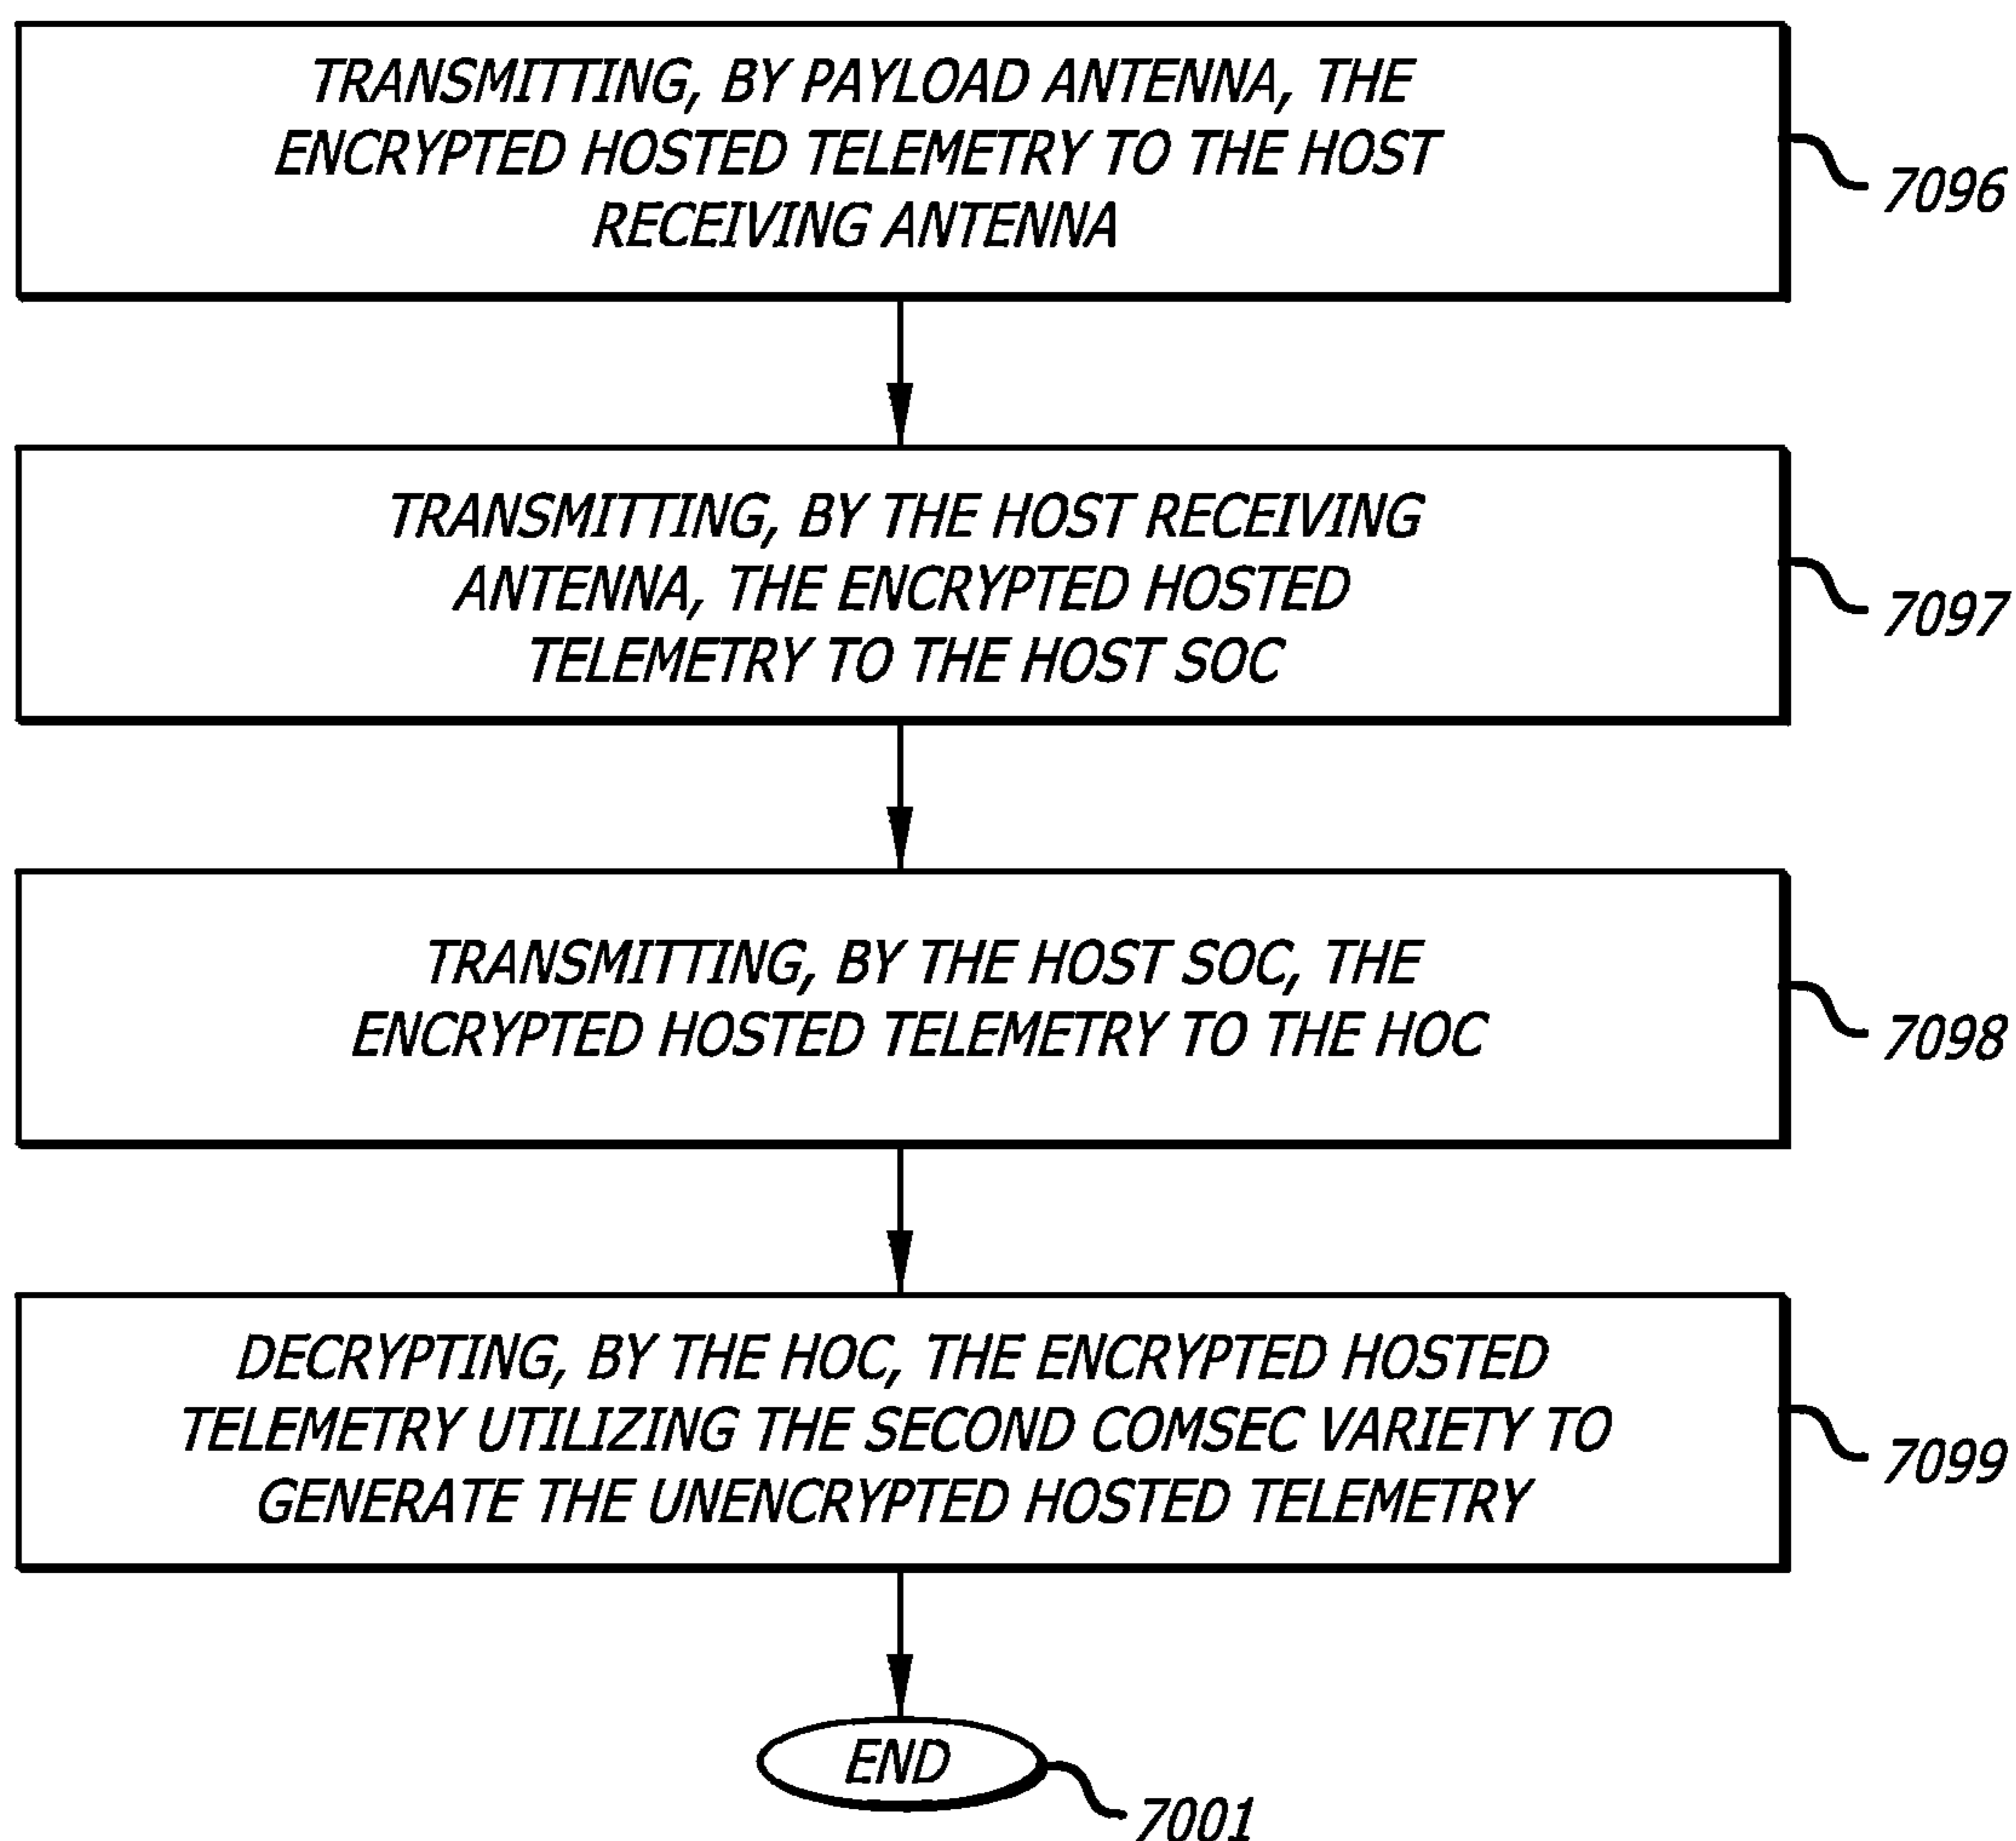 TRANSMITTING, BY PAYLOAD ANTENNA, THE
ENCRYPTED HOSTED TELEMETRY TO THE HOST
RECEIVING ANTENNA
7096
TRANSMITTING, BY THE HOST RECEIVING
ANTENNA, THE ENCRYPTED HOSTED
TELEMETRY TO THE HOST SOC
7097
TRANSMITTING, BY THE HOST SOC, THE
ENCRYPTED HOSTED TELEMETRY TO THE HOC
7098
DECRYPTING, BY THE HOC, THE ENCRYPTED HOSTED
TELEMETRY UTILIZING THE SECOND COMSEC VARIETY TO
GENERATE THE UNENCRYPTED HOSTED TELEMETRY
7099
END
7001